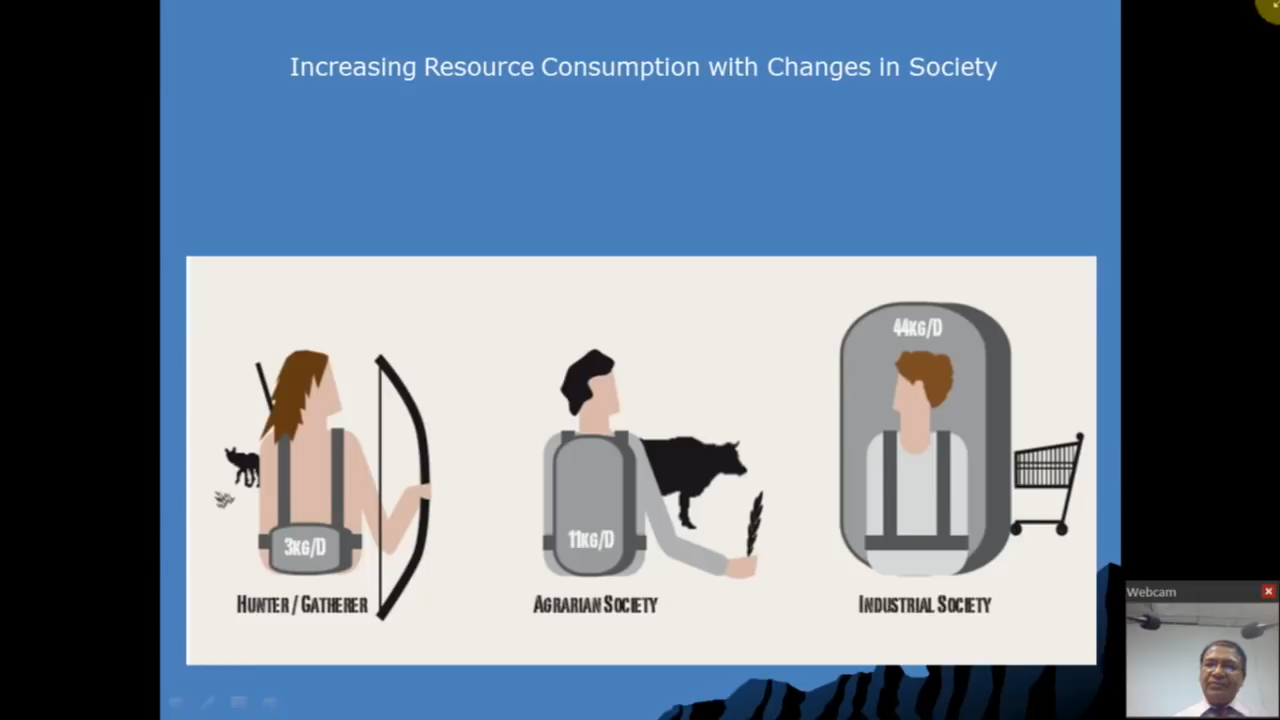 Increasing Resource Consumption with Changes in Society
44KG/D
3KG/D
11KG/D
HUNTER / GATHERER
AGRARIAN SOCIETY
INDUSTRIAL SOCIETY
Webcam